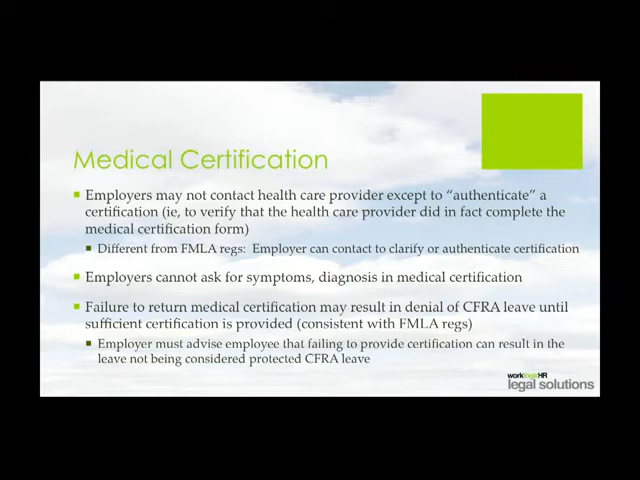 Medical Certification
Employers may not contact health care provider except to “authenticate” a
certification (ie, to verify that the health care provider did in fact complete the
medical certification form)
Different from FMLA regs: Employer can contact to clarify or authenticate certification
Employers cannot ask for symptoms, diagnosis in medical certification
Failure to return medical certification may result in denial of CFRA leave until
sufficient certification is provided (consistent with FMLA regs)
Employer must advise employee that failing to provide certification can result in the
leave not being considered protected CFRA leave
worklogicHR
legal solutions